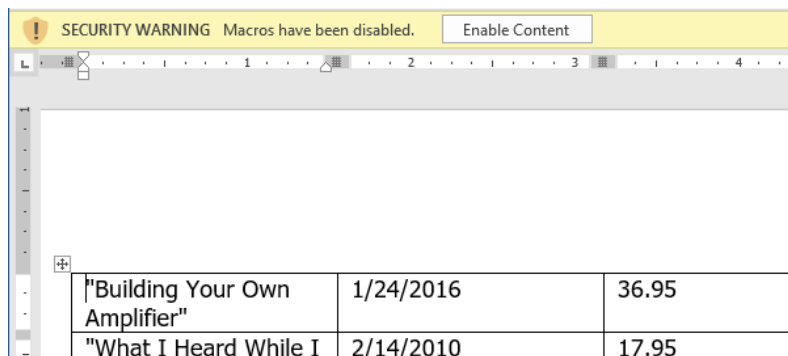 SECURITY WARNING Macros have been disabled. Enable Content
L 1 2 3 4
1
"Building Your Own 1/24/2016 36.95
Amplifier"
"What I Heard While I 2/14/2010 17.95